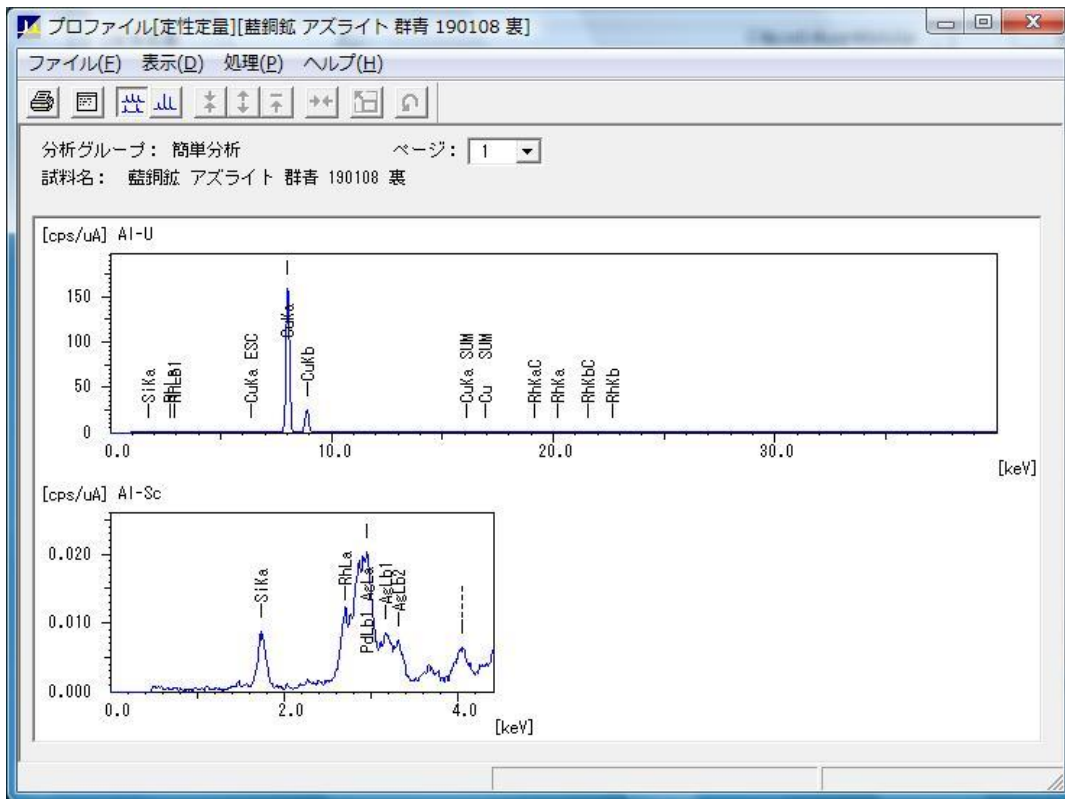 プロファイル[定性定量][藍銅鉱 アズライト 群青 190108 裏]
ファイル(F) 表示(D) 処理(P) ヘルプ(H)
分析グループ： 簡単分析 ページ： 1
試料名： 藍銅鉱 アズライト 群青 190108 裏
[cps/uA] Al-U
150
100
50
0
SiKa
RhLb1
CuKa ESC
CuKa
CuKb
CuKa SUM
Cu SUM
RhKaC
RhKa
RhKbC
RhKb
0.0 10.0 20.0 30.0
[keV]
[cps/uA] Al-Sc
0.020
0.010
0.000
SiKa
RhLa
PdLb1 AgLa
AgLb1
AgLb2
0.0 2.0 4.0
[keV]